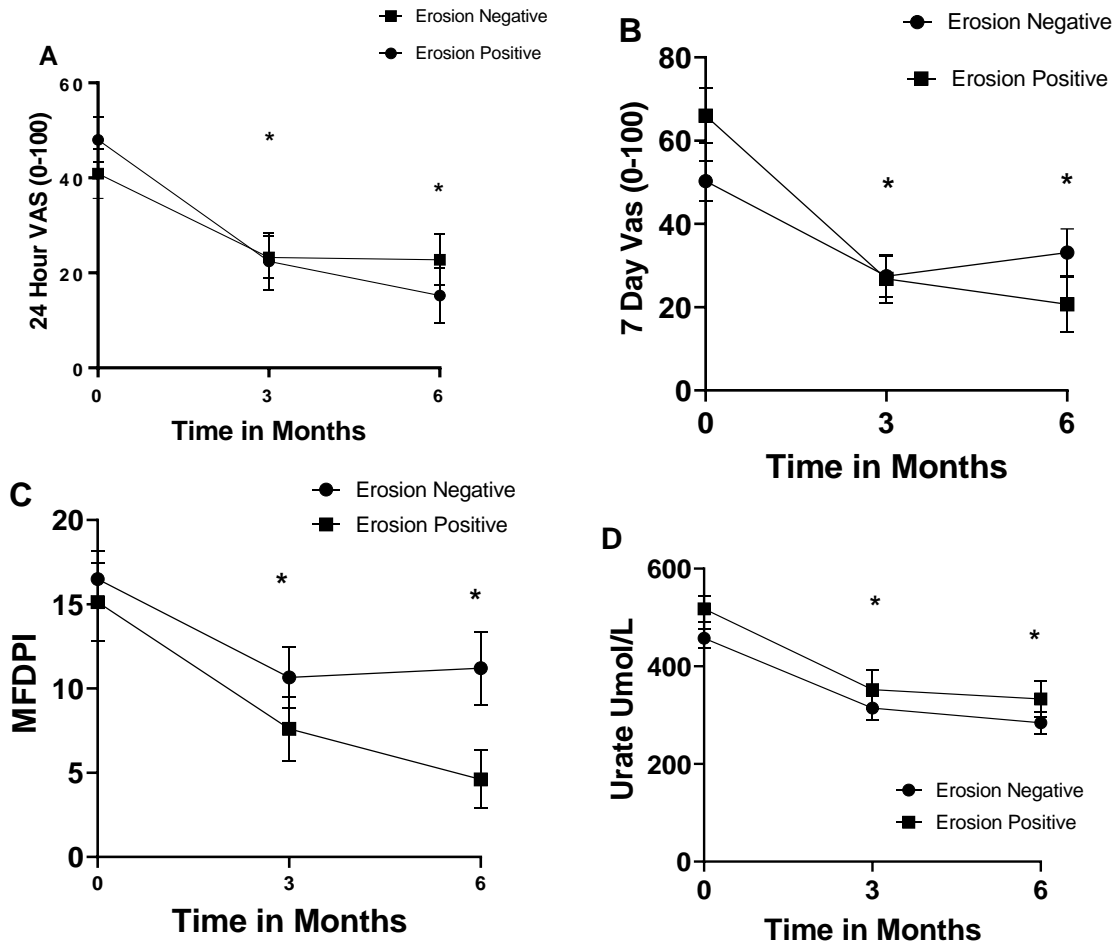 A
Erosion Negative
Erosion Positive
24 Hour VAS (0-100)
60
40
20
0
*
*
0 3 6
Time in Months
B
Erosion Negative
Erosion Positive
7 Day Vas (0-100)
80
60
40
20
0
*
*
0 3 6
Time in Months
C
Erosion Negative
Erosion Positive
MFDPI
20
15
10
5
0
*
*
0 3 6
Time in Months
D
Urate Umol/L
600
400
200
0
*
*
Erosion Negative
Erosion Positive
0 3 6
Time in Months